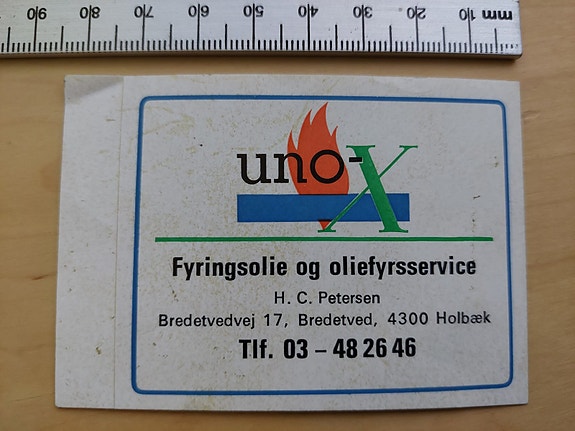 mm 10 20 30 40 50 60 70 80 90
uno-X
Fyringsolie og oliefyrsservice
H. C. Petersen
Bredetvedvej 17, Bredetved, 4300 Holbæk
Tlf. 03 – 48 26 46